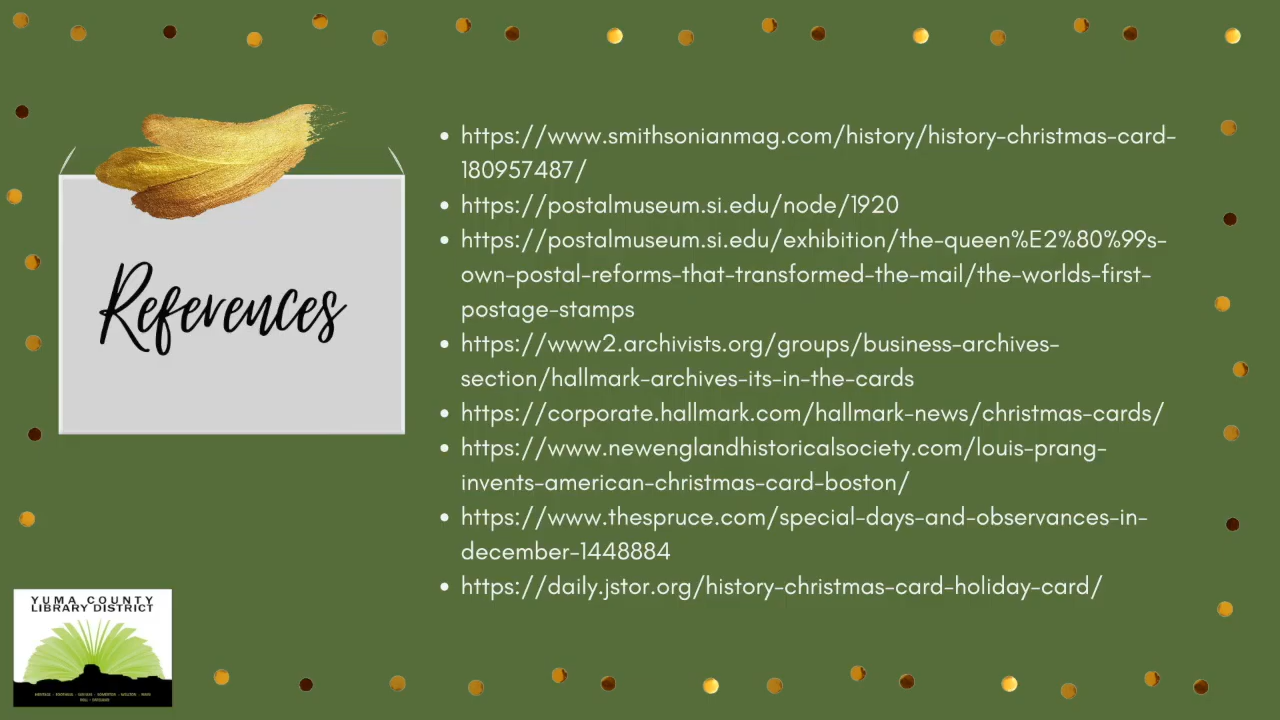 References
https://www.smithsonianmag.com/history/history-christmas-card-
180957487/
https://postalmuseum.si.edu/node/1920
https://postalmuseum.si.edu/exhibition/the-queen%E2%80%99s-
own-postal-reforms-that-transformed-the-mail/the-worlds-first-
postage-stamps
https://www2.archivists.org/groups/business-archives-
section/hallmark-archives-its-in-the-cards
https://corporate.hallmark.com/hallmark-news/christmas-cards/
https://www.newenglandhistoricalsociety.com/louis-prang-
invents-american-christmas-card-boston/
https://www.thespruce.com/special-days-and-observances-in-
december-1448884
https://daily.jstor.org/history-christmas-card-holiday-card/
YUMA COUNTY
LIBRARY DISTRICT